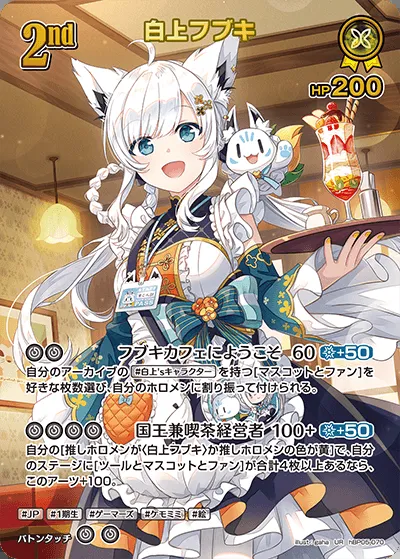 2nd
白上フブキ
HP200
PASS
フブキカフェにようこそ 60 +50
自分のアーカイブの #白上'sキャラクター を持つ[マスコットとファン]を
好きな枚数選び、自分のホロメンに割り振って付けられる。
国王兼喫茶経営者 100+ +50
自分の[推しホロメンが〈白上フブキ〉か推しホロメンの色が黄]で、自分
のステージに[ツールとマスコットとファン]が合計4枚以上あるなら、
このアーツ+100。
#JP #1期生 #ゲーマーズ #ケモミミ #絵
バトンタッチ
illust: gaha UR hBP05-070